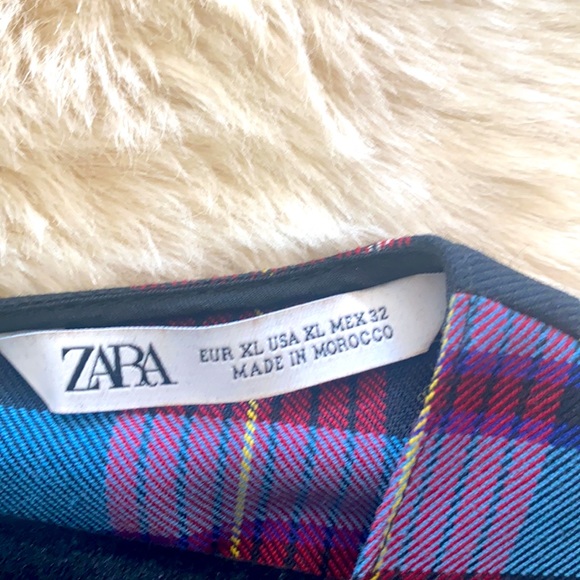 ZARA
EUR XL USA XL MEX 32
MADE IN MOROCCO